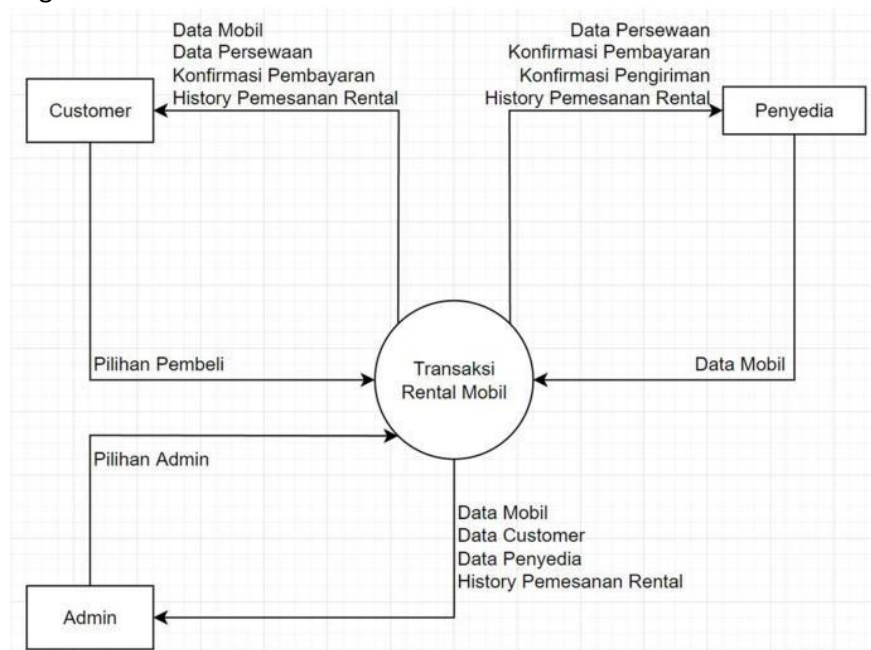 Data Mobil
Data Persewaan
Konfirmasi Pembayaran
History Pemesanan Rental
Data Persewaan
Konfirmasi Pembayaran
Konfirmasi Pengiriman
History Pemesanan Rental
Customer
Penyedia
Pilihan Pembeli
Transaksi
Rental Mobil
Data Mobil
Pilihan Admin
Data Mobil
Data Customer
Data Penyedia
History Pemesanan Rental
Admin